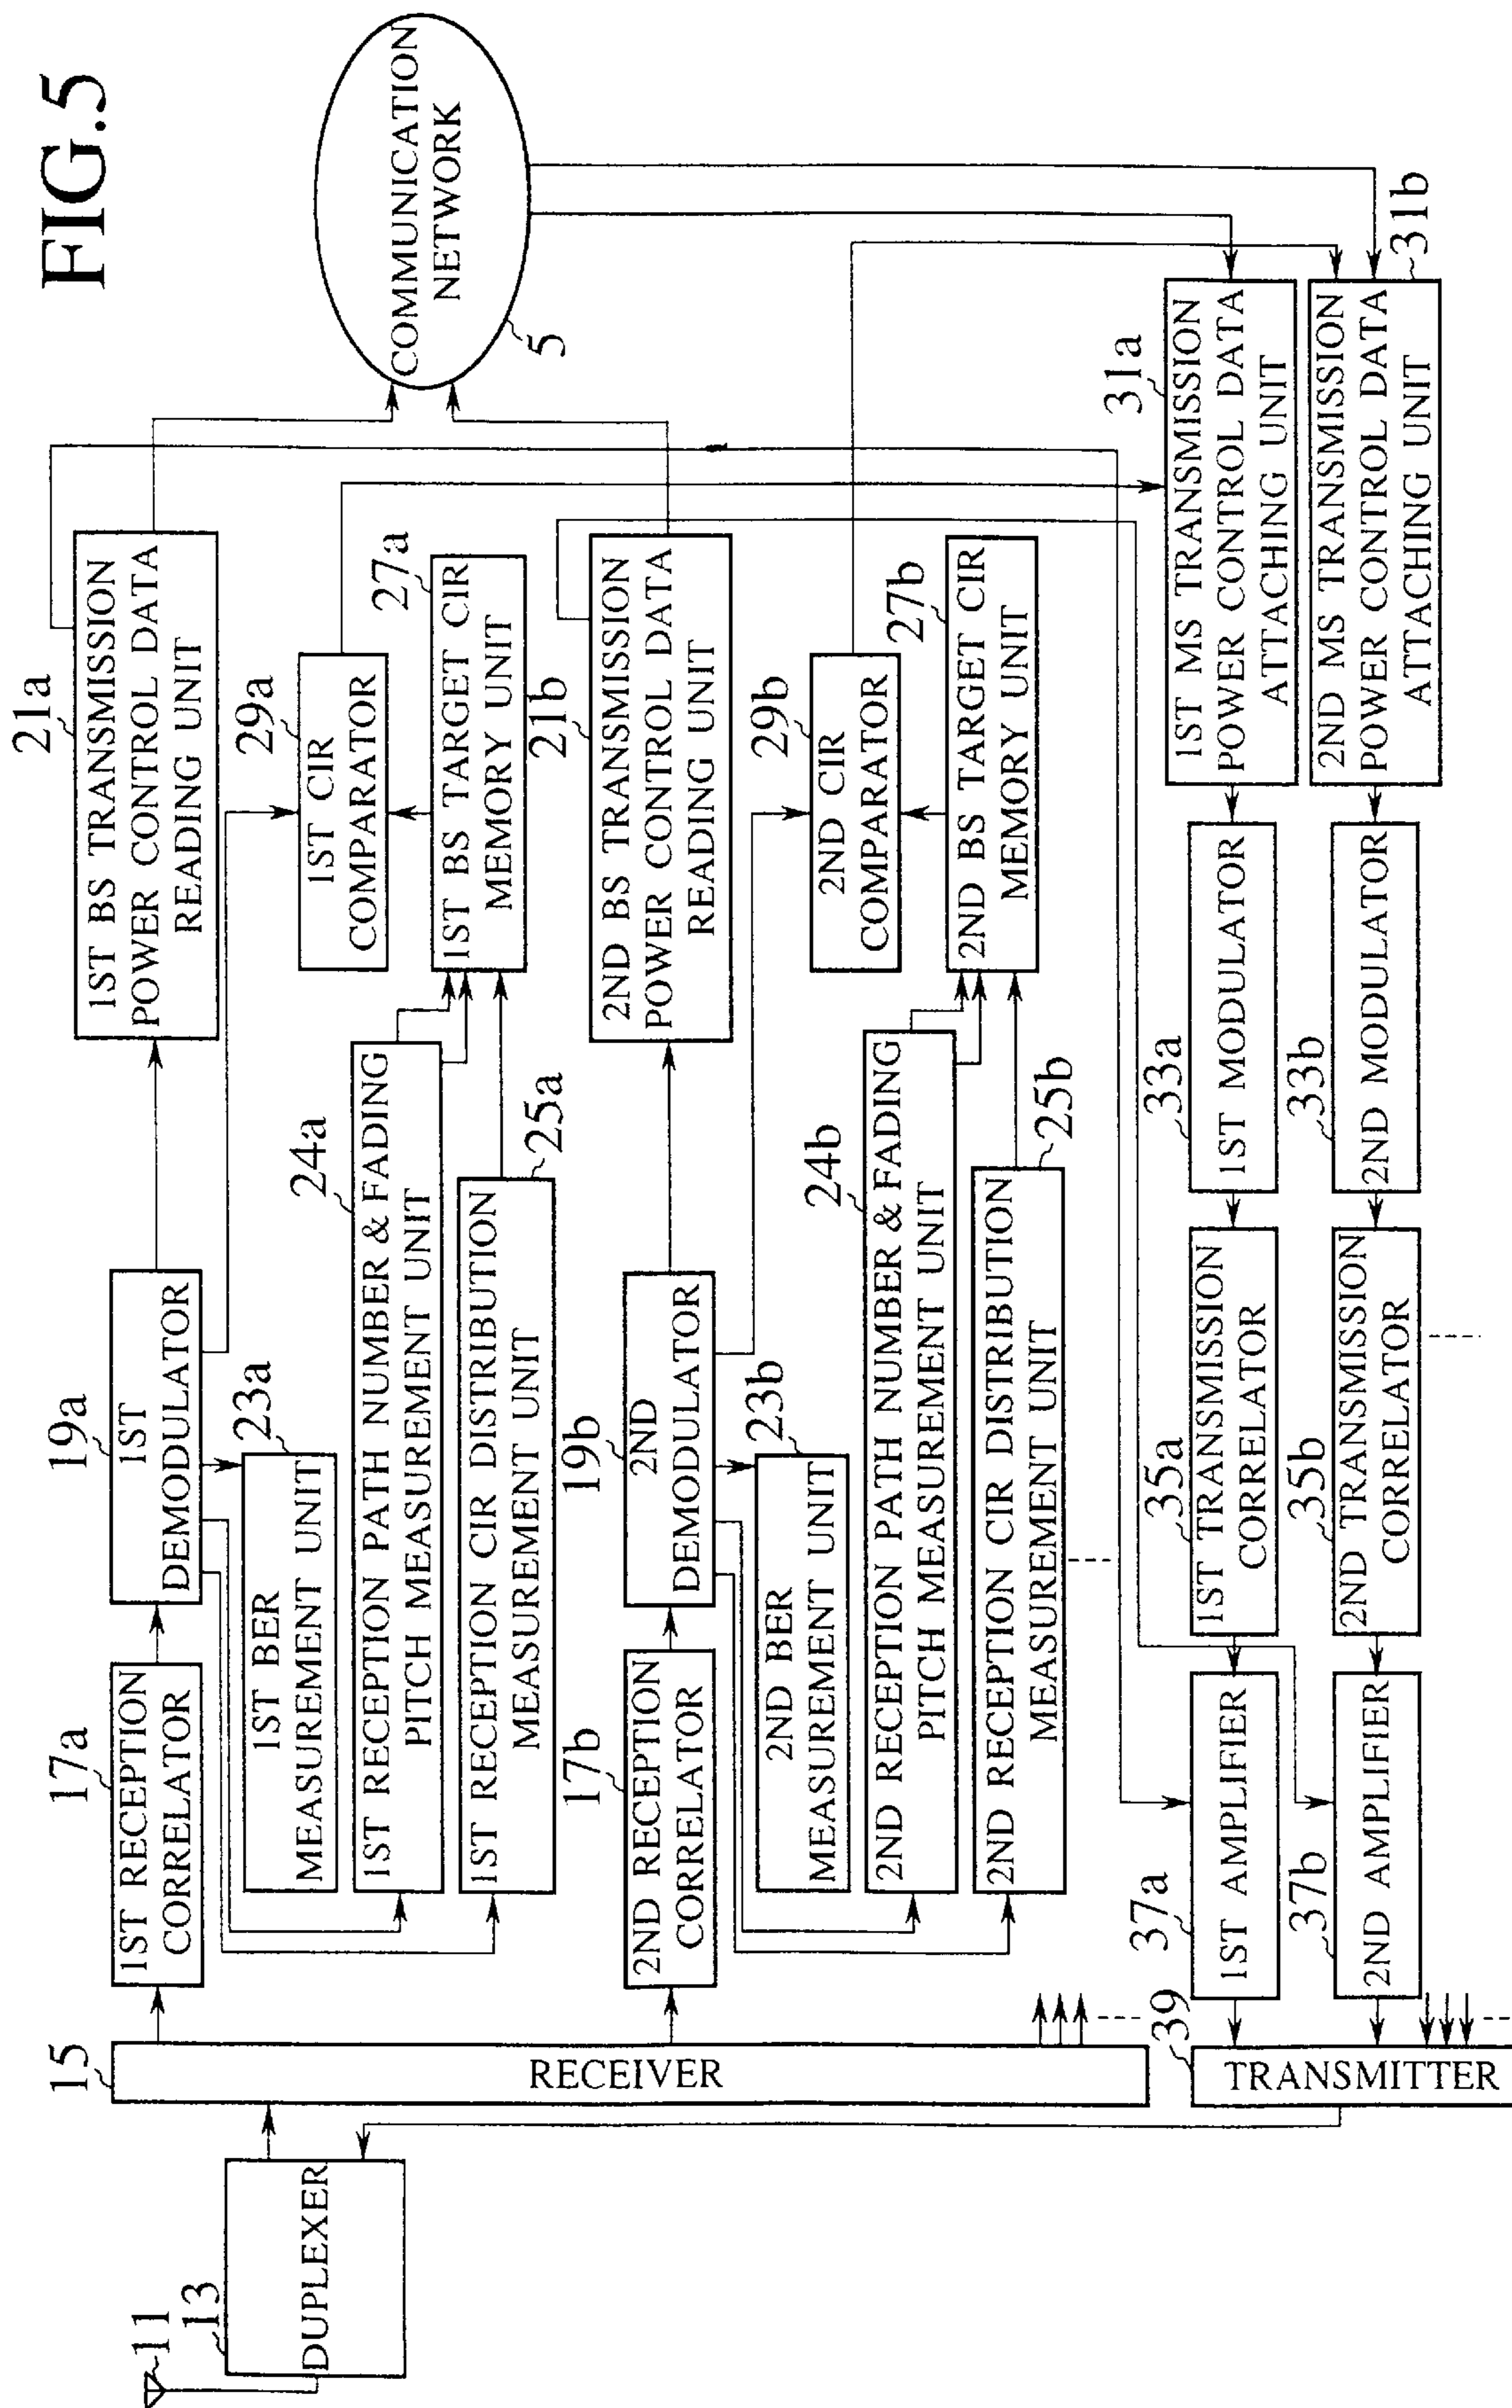 FIG.5
11
13
DUPLEXER
15
RECEIVER
17a
1ST RECEPTION
CORRELATOR
19a
1ST
DEMODULATOR
21a
1ST BS TRANSMISSION
POWER CONTROL DATA
READING UNIT
23a
1ST BER
MEASUREMENT UNIT
24a
1ST RECEPTION PATH NUMBER & FADING
PITCH MEASUREMENT UNIT
25a
1ST RECEPTION CIR DISTRIBUTION
MEASUREMENT UNIT
29a
1ST CIR
COMPARATOR
27a
1ST BS TARGET CIR
MEMORY UNIT
COMMUNICATION
NETWORK
5
17b
2ND RECEPTION
CORRELATOR
19b
2ND
DEMODULATOR
21b
2ND BS TRANSMISSION
POWER CONTROL DATA
READING UNIT
23b
2ND BER
MEASUREMENT UNIT
24b
2ND RECEPTION PATH NUMBER & FADING
PITCH MEASUREMENT UNIT
25b
2ND RECEPTION CIR DISTRIBUTION
MEASUREMENT UNIT
29b
2ND CIR
COMPARATOR
27b
2ND BS TARGET CIR
MEMORY UNIT
39
TRANSMITTER
37a
1ST AMPLIFIER
35a
1ST TRANSMISSION
CORRELATOR
33a
1ST MODULATOR
31a
1ST MS TRANSMISSION
POWER CONTROL DATA
ATTACHING UNIT
37b
2ND AMPLIFIER
35b
2ND TRANSMISSION
CORRELATOR
33b
2ND MODULATOR
31b
2ND MS TRANSMISSION
POWER CONTROL DATA
ATTACHING UNIT